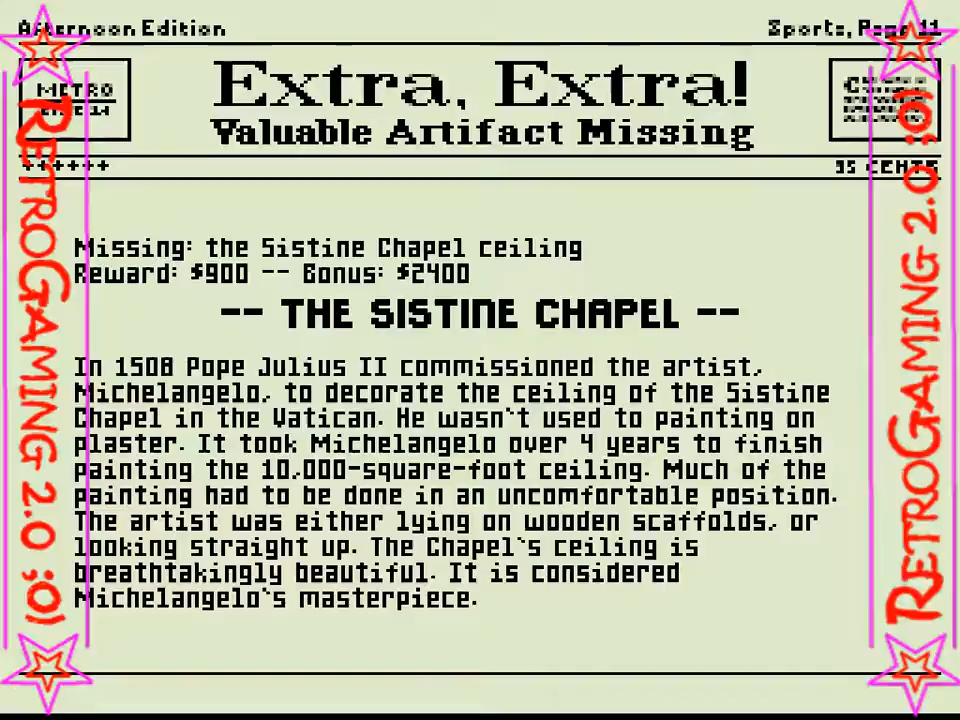 Afternoon Edition
Sports, Page 11
METRO
Extra, Extra!
Valuable Artifact Missing
++++++
35 CENTS
Missing: the Sistine Chapel ceiling
Reward: $900 -- Bonus: $2400
-- THE SISTINE CHAPEL --
In 1508 Pope Julius II commissioned the artist,
Michelangelo, to decorate the ceiling of the Sistine
Chapel in the Vatican. He wasn't used to painting on
plaster. It took Michelangelo over 4 years to finish
painting the 10,000-square-foot ceiling. Much of the
painting had to be done in an uncomfortable position.
The artist was either lying on wooden scaffolds, or
looking straight up. The Chapel's ceiling is
breathtakingly beautiful. It is considered
Michelangelo's masterpiece.
RETROGAMING 2.0 ;O)
RETROGAMING 2.0 ;O)